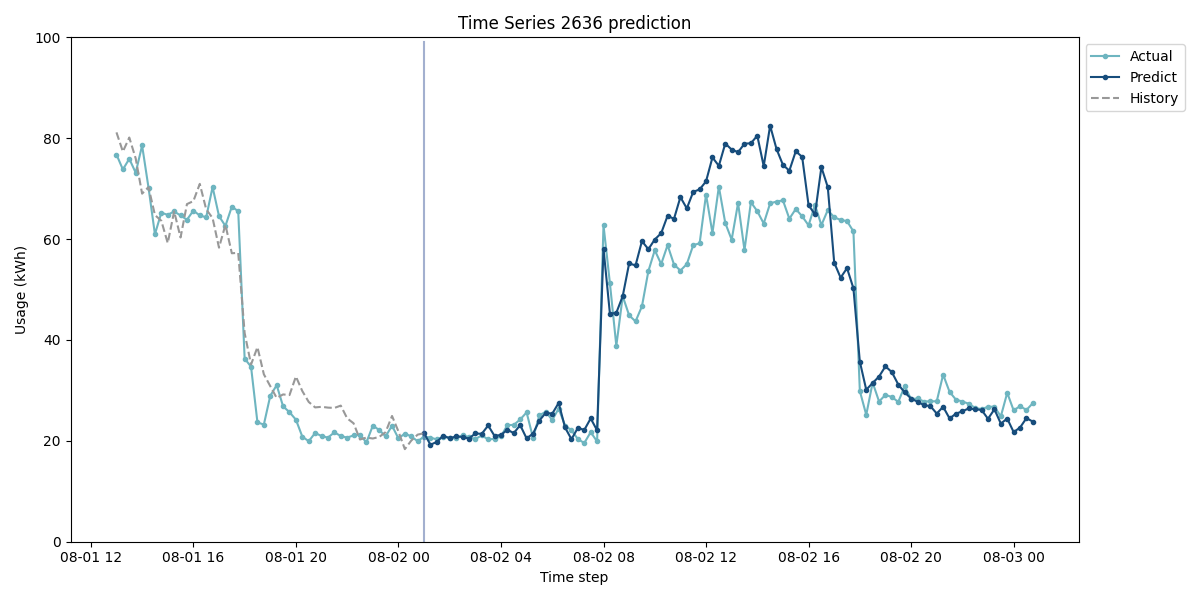 Time Series 2636 prediction
100
80
60
40
20
0
Usage (kWh)
08-01 12
08-01 16
08-01 20
08-02 00
08-02 04
08-02 08
08-02 12
08-02 16
08-02 20
08-03 00
Time step
Actual
Predict
History